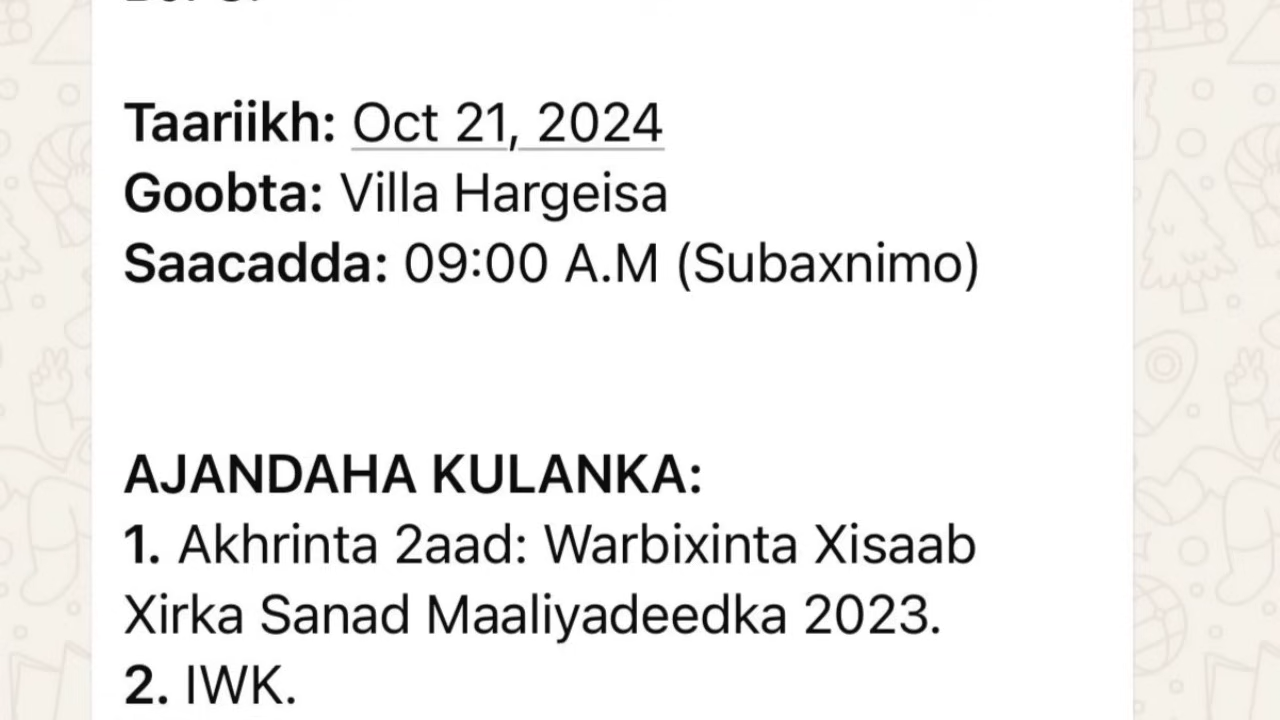 Taariikh: Oct 21, 2024
Goobta: Villa Hargeisa
Saacadda: 09:00 A.M (Subaxnimo)
AJANDAHA KULANKA:
1. Akhrinta 2aad: Warbixinta Xisaab
Xirka Sanad Maaliyadeedka 2023.
2. IWK.